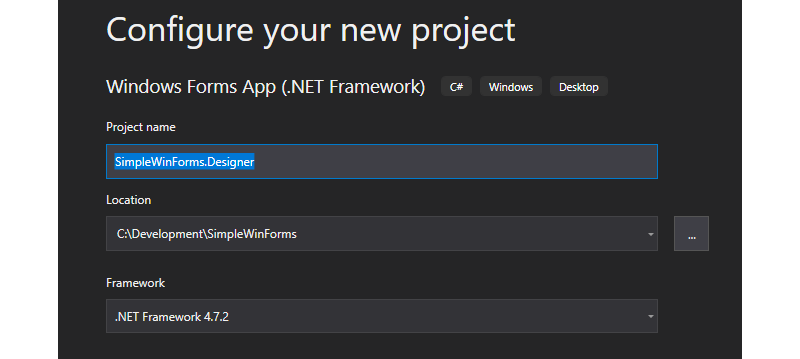 Configure your new project
Windows Forms App (.NET Framework) C# Windows Desktop
Project name
SimpleWinForms.Designer
Location
C:\Development\SimpleWinForms
...
Framework
.NET Framework 4.7.2